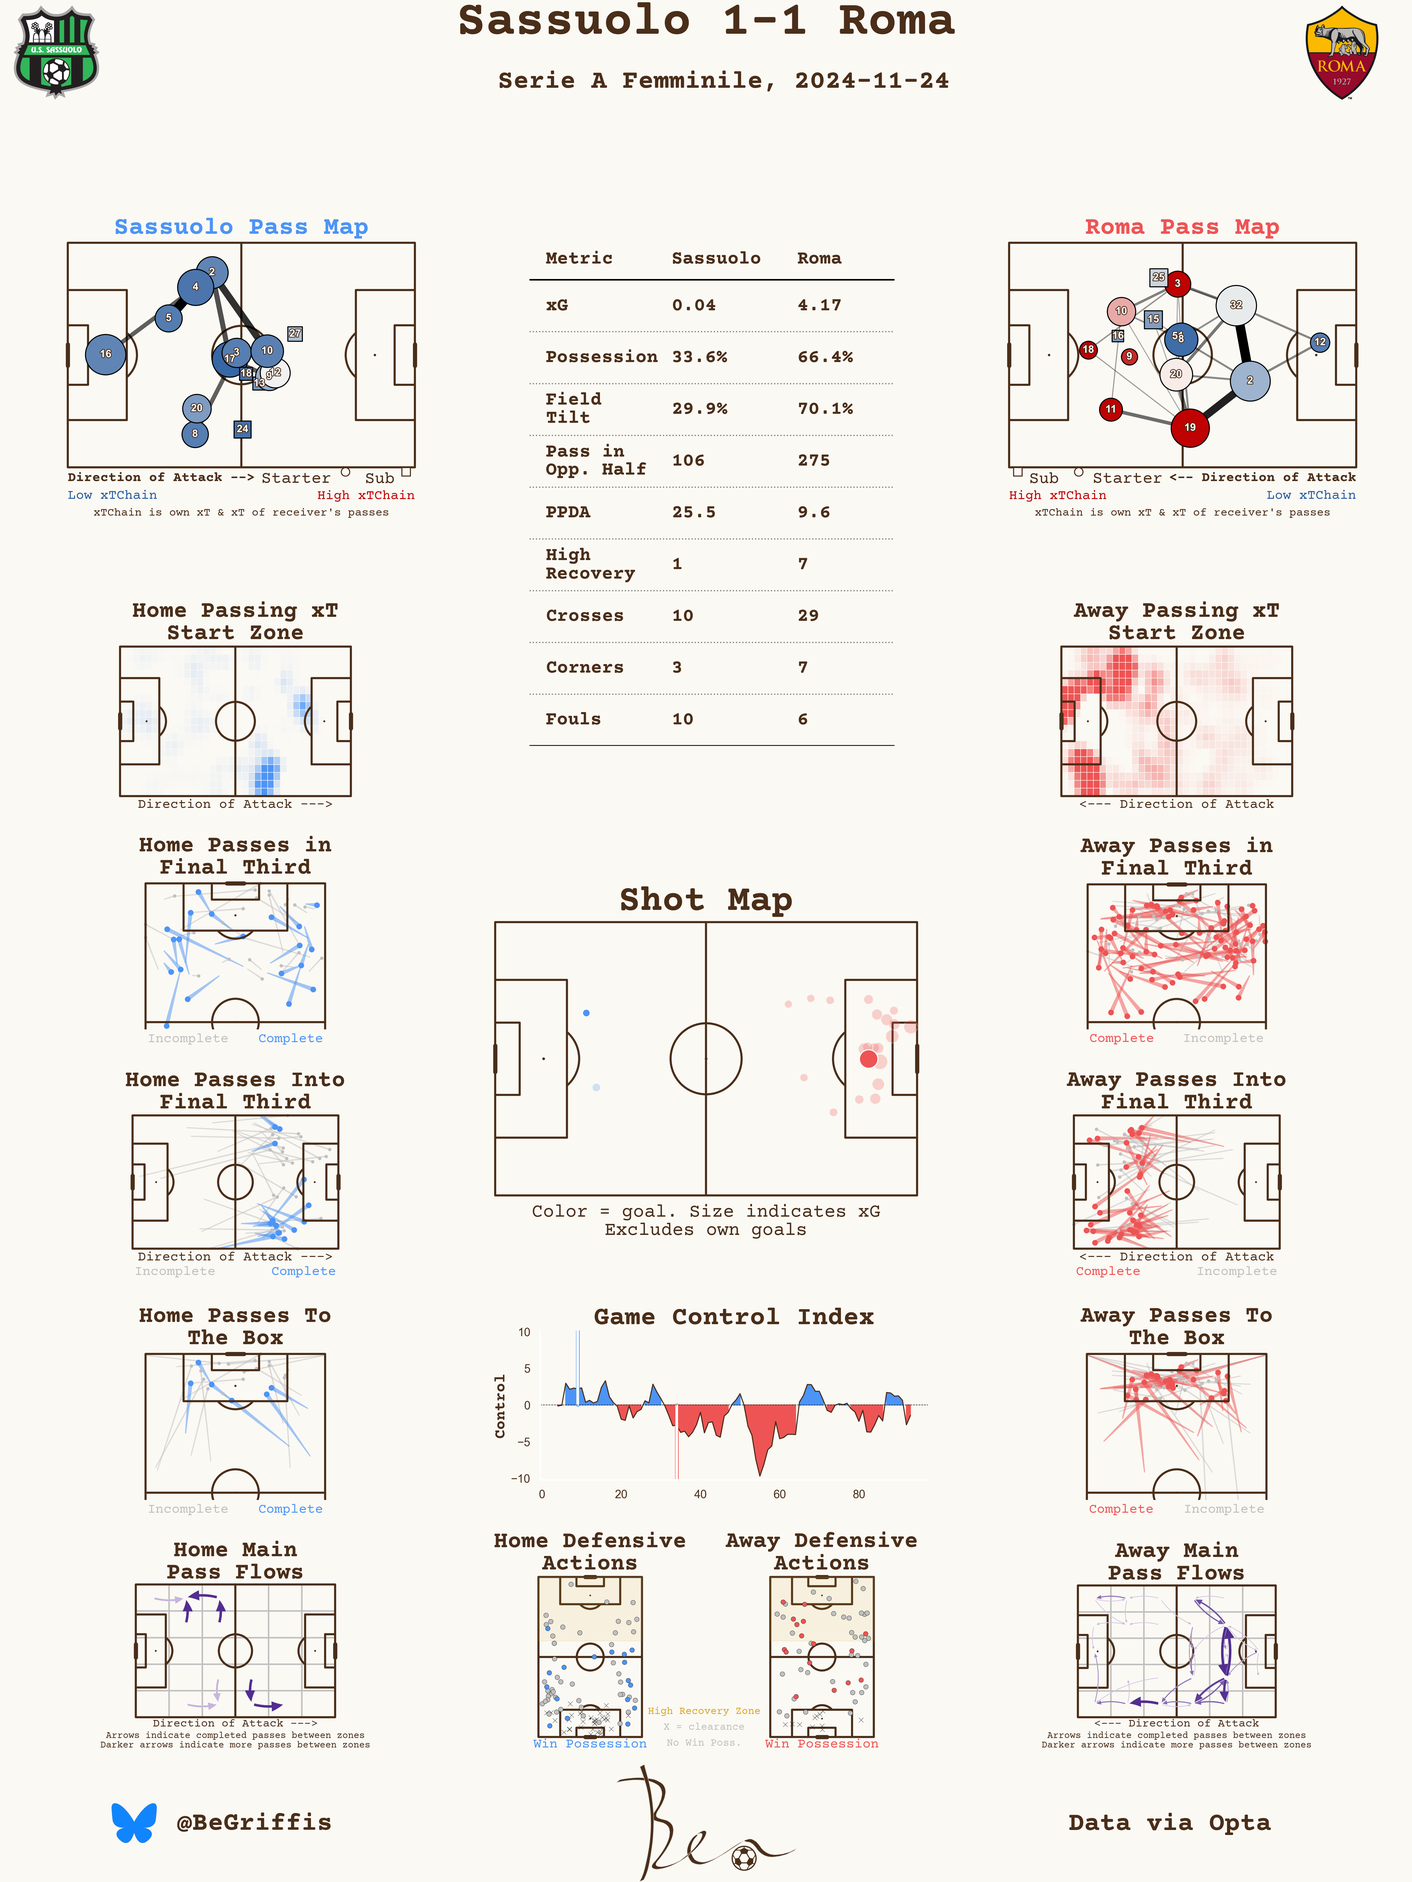 Sassuolo 1-1 Roma
Serie A Femminile, 2024-11-24
U.S. SASSUOLO
ROMA
1927
Sassuolo Pass Map
2
4
5
16
17
3
10
27
18
13
9
12
20
8
24
Direction of Attack --> Starter Sub
Low xTChain High xTChain
xTChain is own xT & xT of receiver's passes
Metric Sassuolo Roma
xG 0.04 4.17
Possession 33.6% 66.4%
Field
Tilt 29.9% 70.1%
Pass in
Opp. Half 106 275
PPDA 25.5 9.6
High
Recovery 1 7
Crosses 10 29
Corners 3 7
Fouls 10 6
Roma Pass Map
25
3
10
15
32
16
18
9
8
12
20
2
11
19
Sub Starter <-- Direction of Attack
High xTChain Low xTChain
xTChain is own xT & xT of receiver's passes
Home Passing xT
Start Zone
Direction of Attack --->
Away Passing xT
Start Zone
<--- Direction of Attack
Home Passes in
Final Third
Incomplete Complete
Away Passes in
Final Third
Complete Incomplete
Shot Map
Color = goal. Size indicates xG
Excludes own goals
Home Passes Into
Final Third
Direction of Attack --->
Incomplete Complete
Away Passes Into
Final Third
<--- Direction of Attack
Complete Incomplete
Home Passes To
The Box
Incomplete Complete
Game Control Index
Control
10
5
0
−5
−10
0 20 40 60 80
Away Passes To
The Box
Complete Incomplete
Home Main
Pass Flows
Direction of Attack --->
Arrows indicate completed passes between zones
Darker arrows indicate more passes between zones
Home Defensive
Actions
Win Possession
High Recovery Zone
X = clearance
No Win Poss.
Away Defensive
Actions
Win Possession
Away Main
Pass Flows
<--- Direction of Attack
Arrows indicate completed passes between zones
Darker arrows indicate more passes between zones
@BeGriffis
Data via Opta